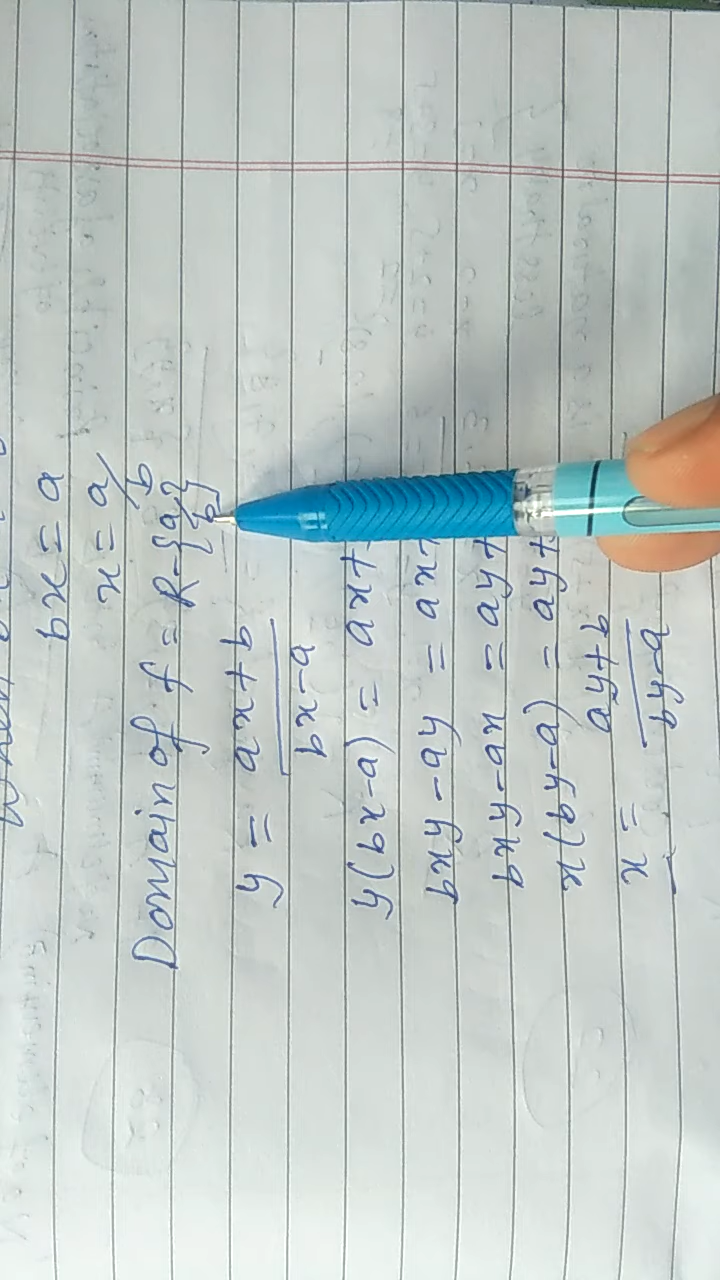 bx = a
x = a/b
Domain of f = R-{a/b}
y = ax+b
bx-a
y(bx-a) = ax+
bxy-ay = ax+
bxy-ax = ay+
x(by-a) = ay+
x = ay+b
by-a